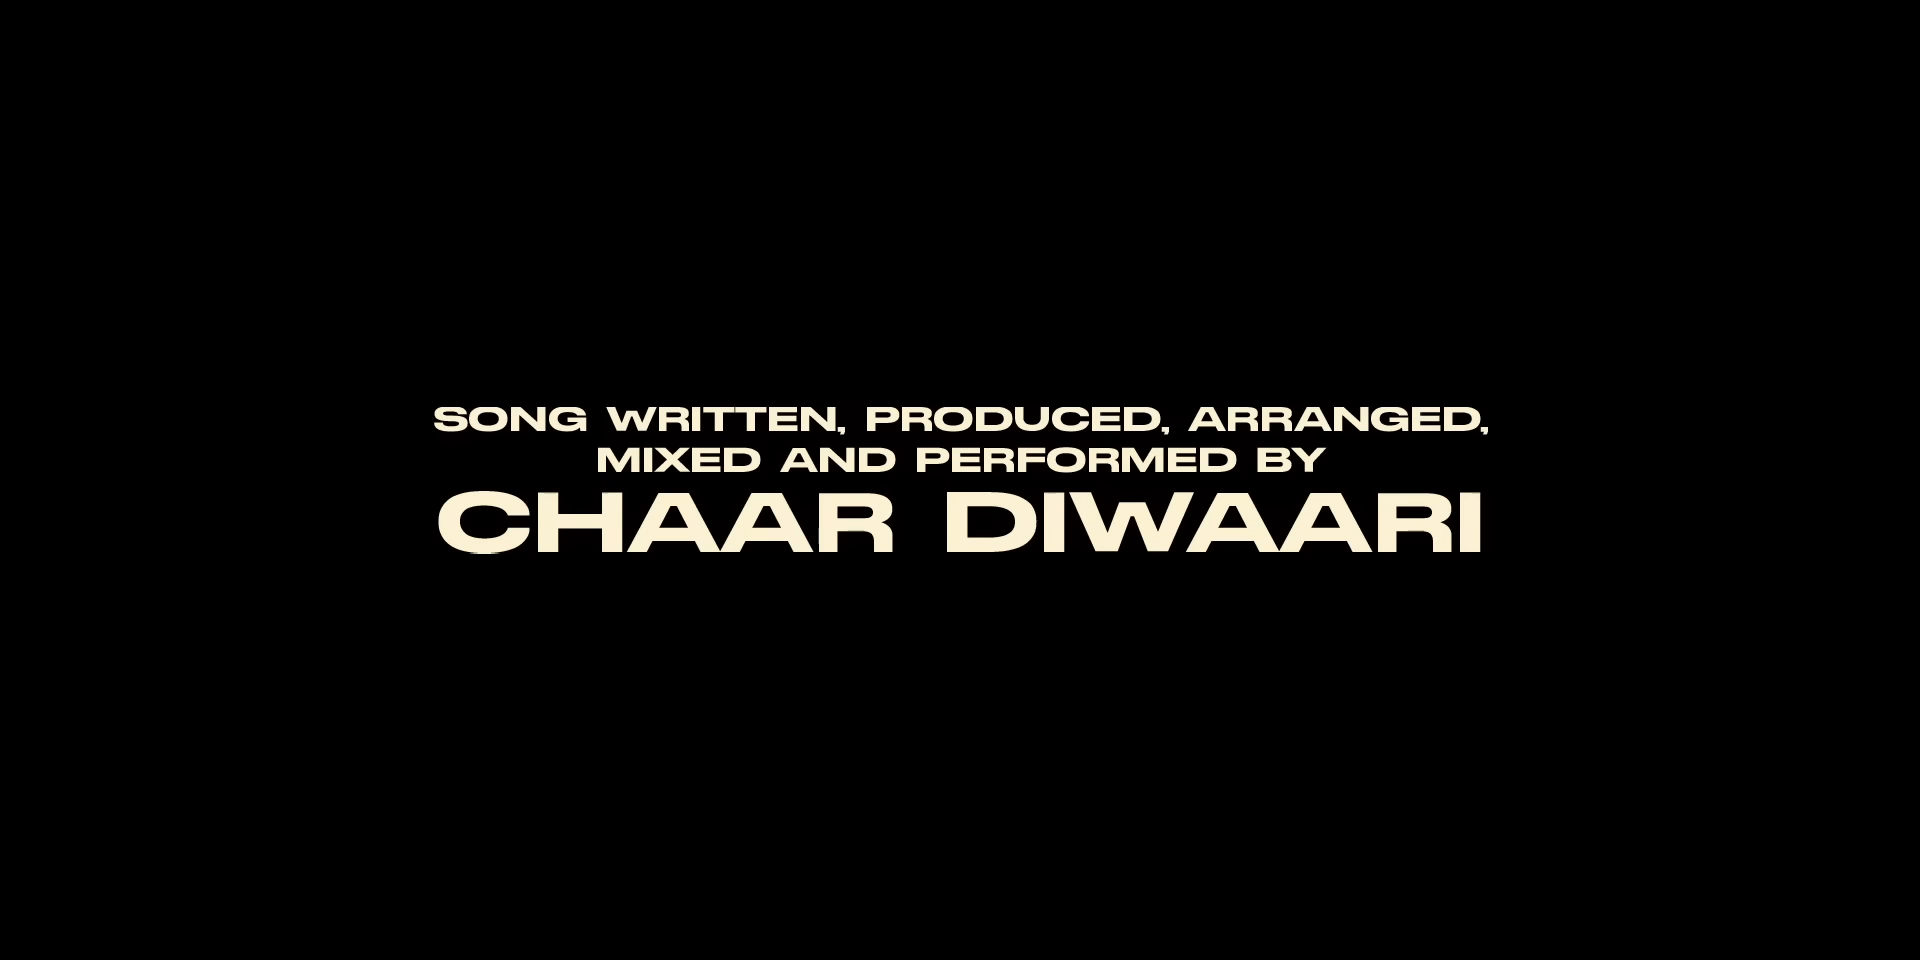 SONG WRITTEN, PRODUCED, ARRANGED,
MIXED AND PERFORMED BY
CHAAR DIWAARI